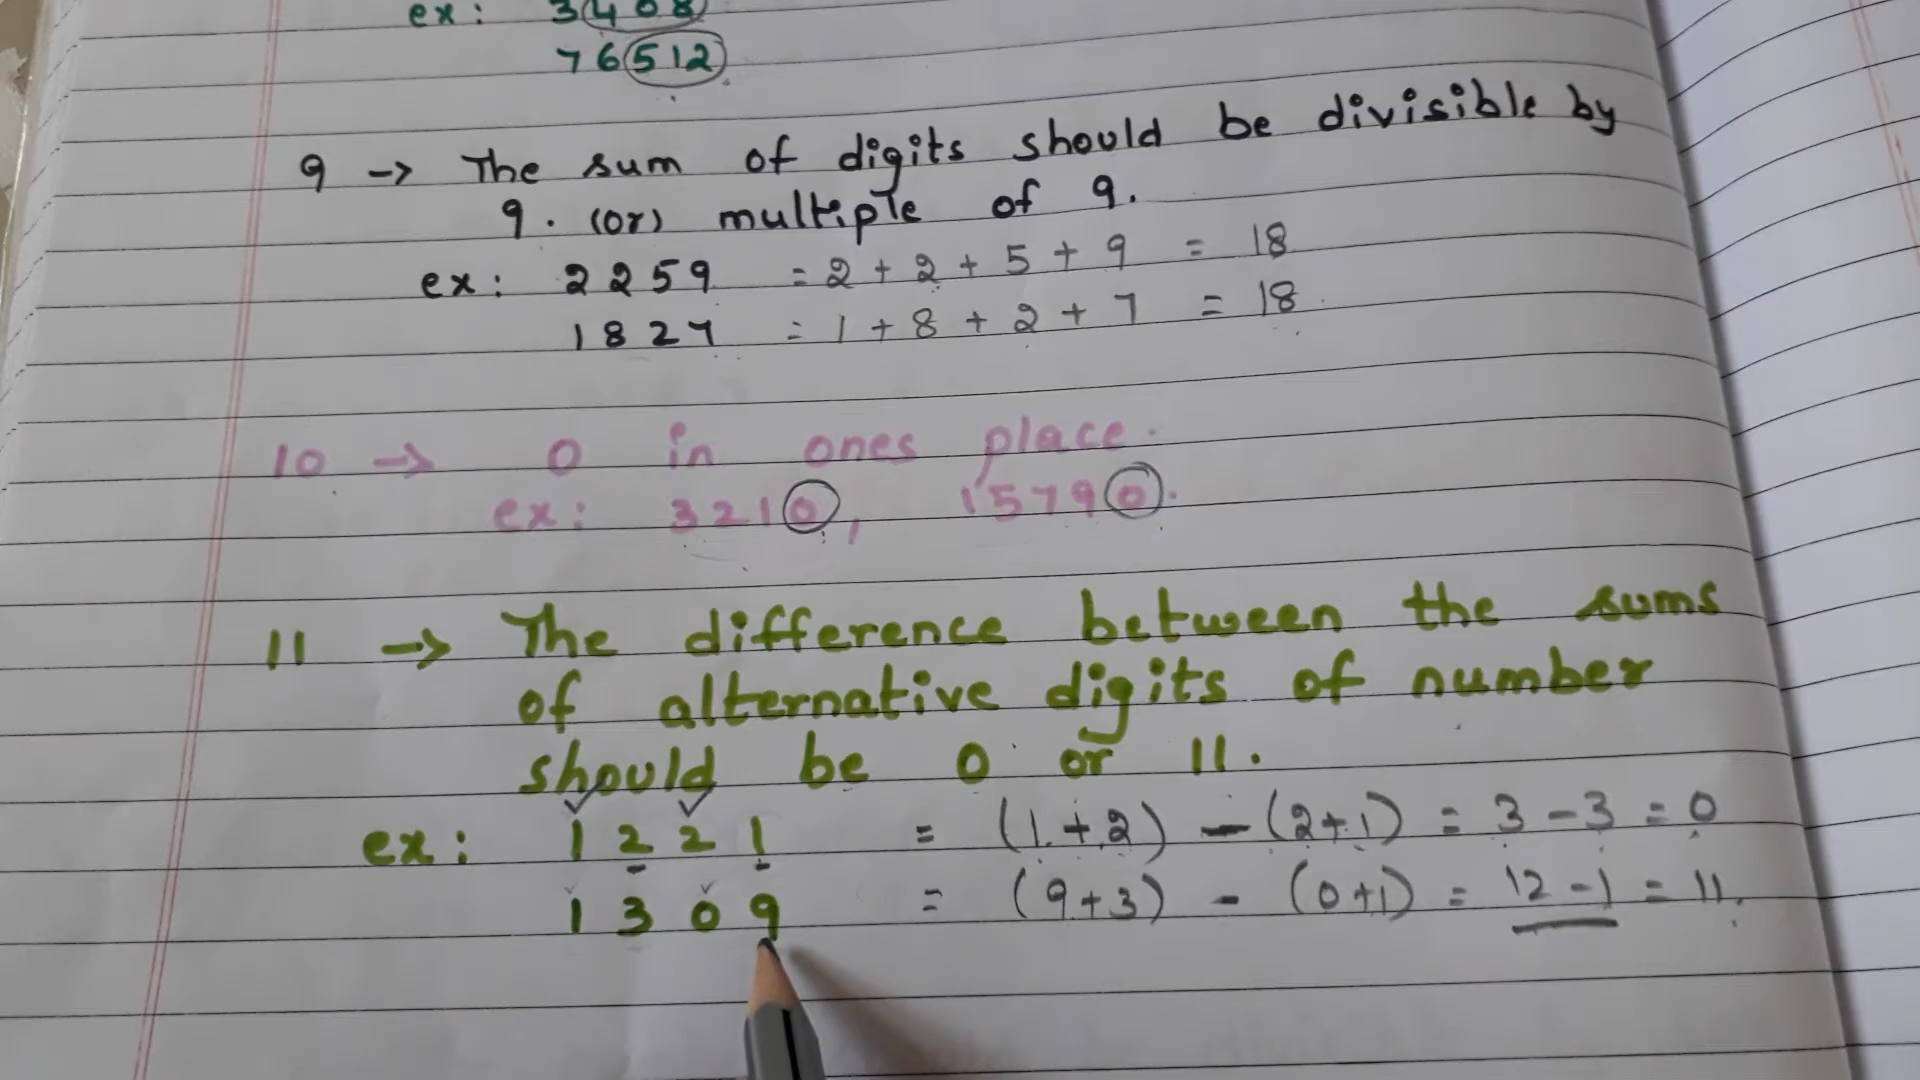 ex: 3408
76512
9 → The sum of digits should be divisible by
9. (or) multiple of 9.
ex: 2259 = 2 + 2 + 5 + 9 = 18
1827 = 1 + 8 + 2 + 7 = 18
10 → 0 in ones place.
ex: 3210, 15790.
11 → The difference between the sums
of alternative digits of number
should be 0 or 11.
ex: 1221 = (1+2) - (2+1) = 3-3 = 0
1309 = (9+3) - (0+1) = 12-1 = 11.